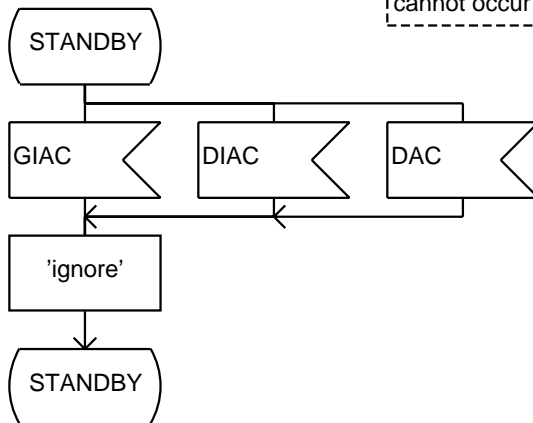 cannot occur
STANDBY
GIAC DIAC DAC
'ignore'
STANDBY